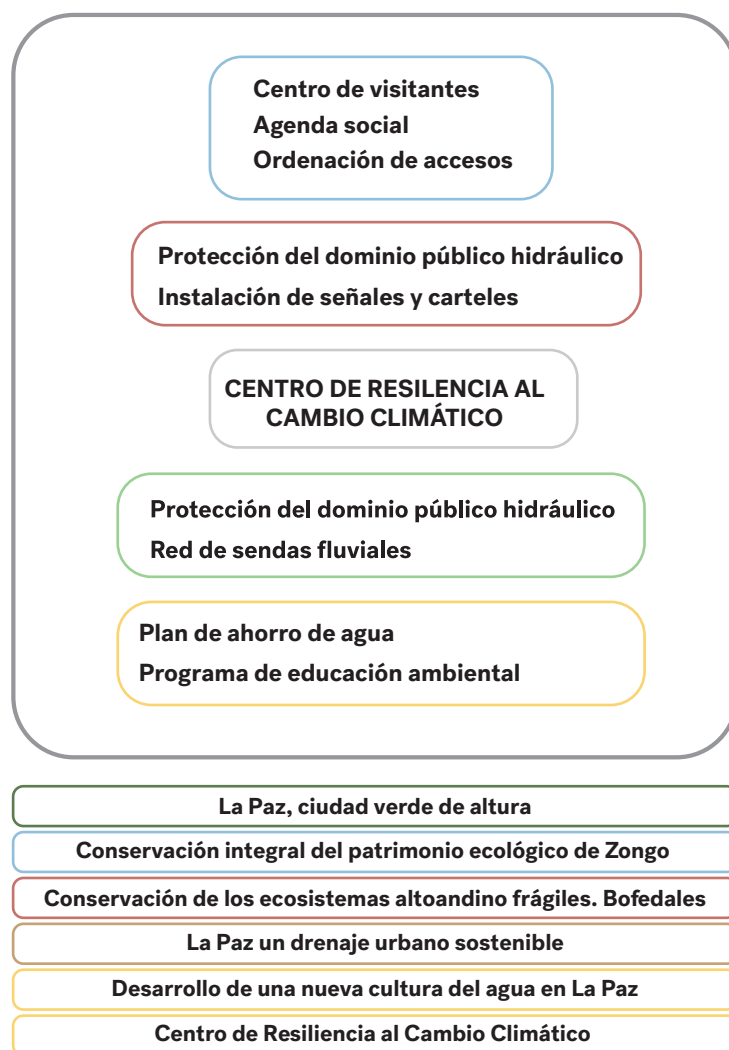 Centro de visitantes
Agenda social
Ordenación de accesos
Protección del dominio público hidráulico
Instalación de señales y carteles
CENTRO DE RESILENCIA AL
CAMBIO CLIMÁTICO
Protección del dominio público hidráulico
Red de sendas fluviales
Plan de ahorro de agua
Programa de educación ambiental
La Paz, ciudad verde de altura
Conservación integral del patrimonio ecológico de Zongo
Conservación de los ecosistemas altoandino frágiles. Bofedales
La Paz un drenaje urbano sostenible
Desarrollo de una nueva cultura del agua en La Paz
Centro de Resiliencia al Cambio Climático